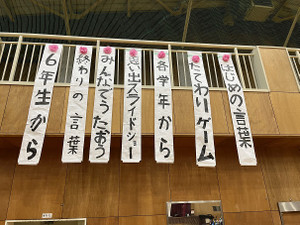 はじめの言葉
たてわりゲーム
各学年から
思い出スライドショー
みんなでうたおう
終わりの言葉
6年生から